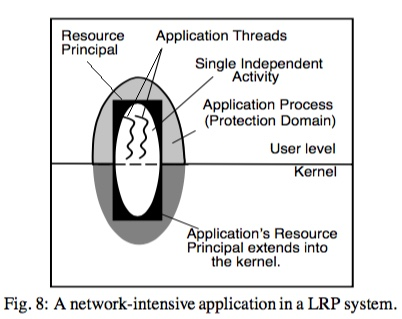 Resource
Principal
Application Threads
Single Independent
Activity
Application Process
(Protection Domain)
User level
Kernel
Application's Resource
Principal extends into
the kernel.
Fig. 8: A network-intensive application in a LRP system.